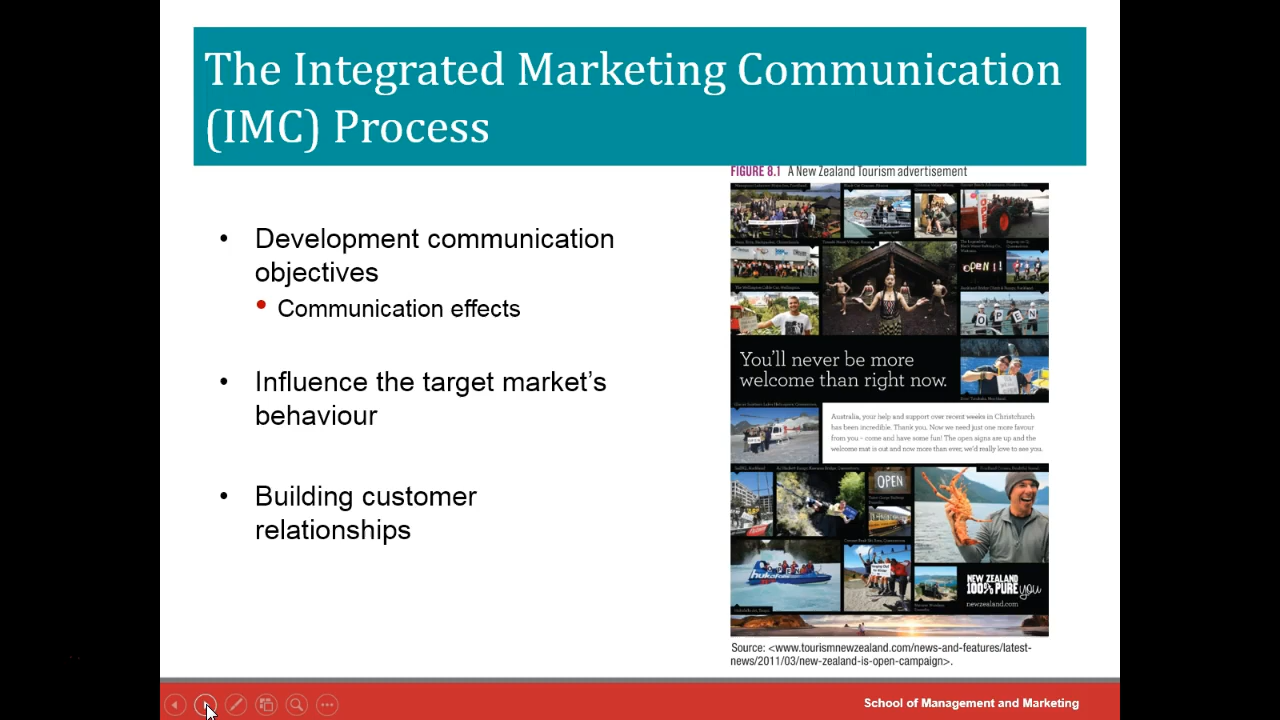 The Integrated Marketing Communication
(IMC) Process
• Development communication
objectives
• Communication effects
• Influence the target market’s
behaviour
• Building customer
relationships
FIGURE 8.1 A New Zealand Tourism advertisement
OPEN!!
OPEN
You'll never be more
welcome than right now.
Australia, your help and support over recent weeks in Christchurch
has been incredible. Thank you. Now we need just one more favour
from you – come and have some fun! The open signs are up and the
welcome mat is out and now more than ever, we'd really love to see you.
OPEN
hukafalls
NEW ZEALAND
100% PURE you
newzealand.com
Source: <www.tourismnewzealand.com/news-and-features/latest-
news/2011/03/new-zealand-is-open-campaign>.
School of Management and Marketing